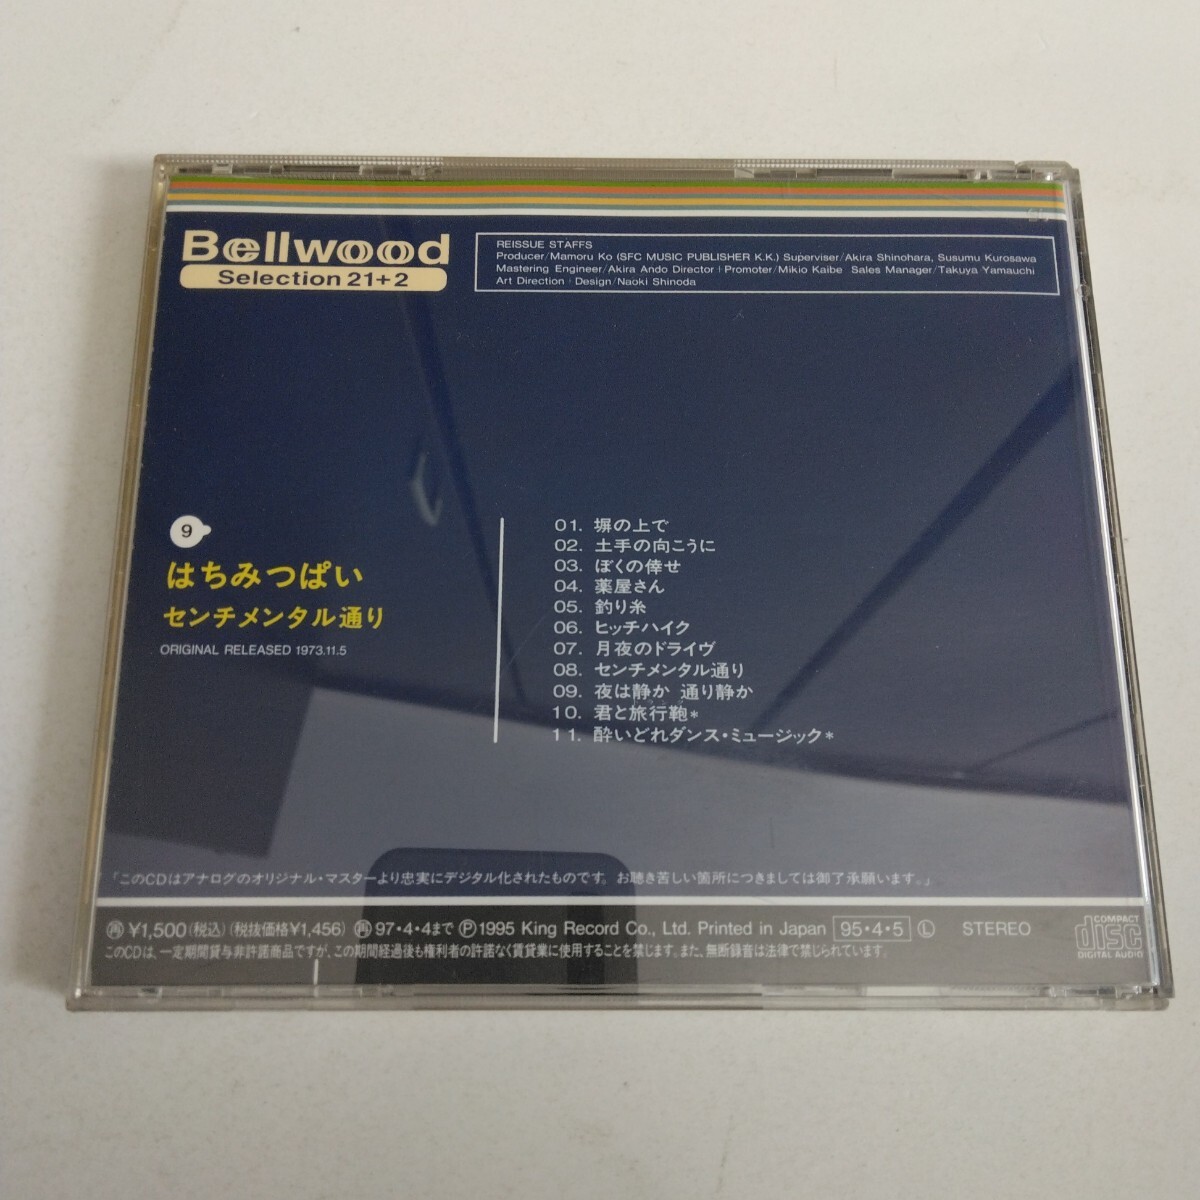 Bellwood
Selection 21+2
REISSUE STAFFS
Producer/Mamoru Ko (SFC MUSIC PUBLISHER K.K.) Superviser/Akira Shinohara, Susumu Kurosawa
Mastering Engineer/Akira Ando Director+Promoter/Mikio Kaibe Sales Manager/Takuya Yamauchi
Art Direction+Design/Naoki Shinoda
9
はちみつぱい
センチメンタル通り
ORIGINAL RELEASED 1973.11.5
01. 塀の上で
02. 土手の向こうに
03. ぼくの倖せ
04. 薬屋さん
05. 釣り糸
06. ヒッチハイク
07. 月夜のドライヴ
08. センチメンタル通り
09. 夜は静か 通り静か
10. 君と旅行鞄*
11. 酔いどれダンス・ミュージック*
「このCDはアナログのオリジナル・マスターより忠実にデジタル化されたものです。お聴き苦しい箇所につきましては御了承願います。」
㊢¥1,500(税込)(税抜価格¥1,456) ㊢97・4・4まで Ⓟ1995 King Record Co., Ltd. Printed in Japan 95・4・5 Ⓛ STEREO
COMPACT disc DIGITAL AUDIO
このCDは、一定期間貸与非許諾商品ですが、この期間経過後も権利者の許諾なく賃貸業に使用することを禁じます。また、無断録音は法律で禁じられています。